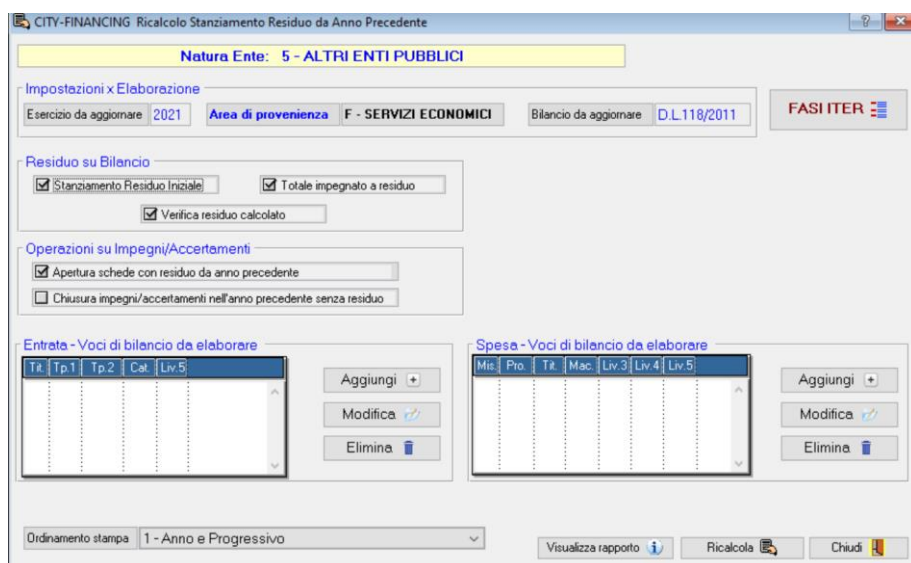 CITY-FINANCING Ricalcolo Stanziamento Residuo da Anno Precedente
Natura Ente: 5 - ALTRI ENTI PUBBLICI
Impostazioni x Elaborazione
Esercizio da aggiornare 2021 Area di provenienza F - SERVIZI ECONOMICI Bilancio da aggiornare D.L.118/2011
FASI ITER
Residuo su Bilancio
Stanziamento Residuo Iniziale Totale impegnato a residuo
Verifica residuo calcolato
Operazioni su Impegni/Accertamenti
Apertura schede con residuo da anno precedente
Chiusura impegni/accertamenti nell'anno precedente senza residuo
Entrata - Voci di bilancio da elaborare
Tit. Tp.1 Tp.2 Cat. Liv.5
Aggiungi
Modifica
Elimina
Spesa - Voci di bilancio da elaborare
Mis. Pro. Tit. Mac. Liv.3 Liv.4 Liv.5
Aggiungi
Modifica
Elimina
Ordinamento stampa 1 - Anno e Progressivo
Visualizza rapporto Ricalcola Chiudi